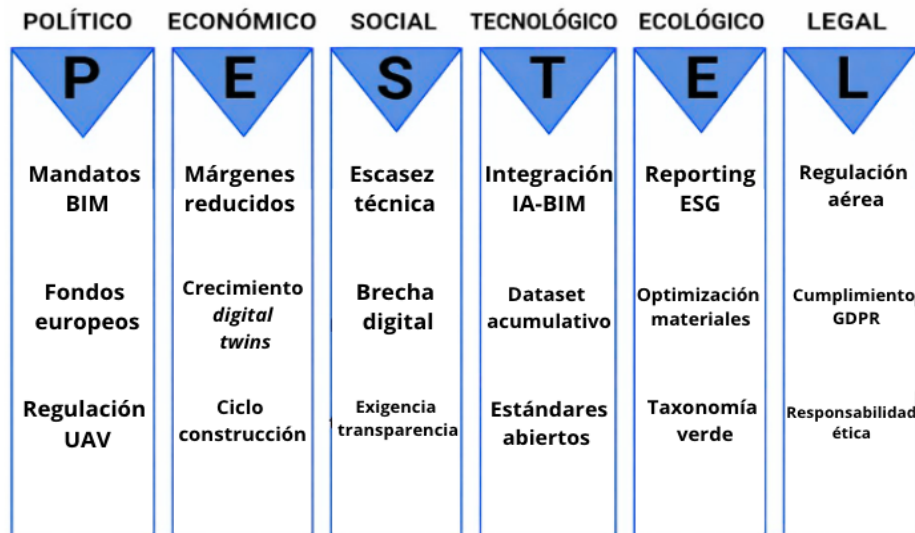 POLÍTICO
ECONÓMICO
SOCIAL
TECNOLÓGICO
ECOLÓGICO
LEGAL
P
E
S
T
E
L
Mandatos
BIM
Fondos
europeos
Regulación
UAV
Márgenes
reducidos
Crecimiento
digital
twins
Ciclo
construcción
Escasez
técnica
Brecha
digital
Exigencia
transparencia
Integración
IA-BIM
Dataset
acumulativo
Estándares
abiertos
Reporting
ESG
Optimización
materiales
Taxonomía
verde
Regulación
aérea
Cumplimiento
GDPR
Responsabilidad
ética